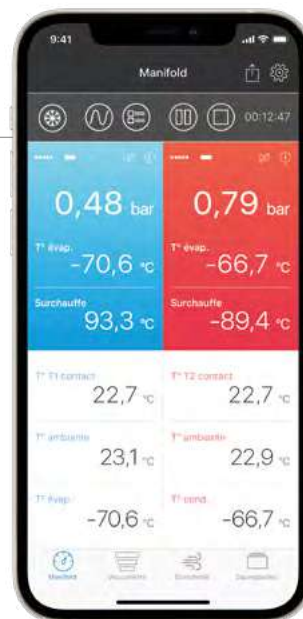 9:41
Manifold
00:12:47
0,48 bar
0,79 bar
T° évap.
-70,6 °C
T° évap.
-66,7 °C
Surchauffe
93,3 °C
Surchauffe
-89,4 °C
T° T1 contact
22,7 °C
T° T2 contact
22,7 °C
T° ambiante
23,1 °C
T° ambiante
22,9 °C
T° évap.
-70,6 °C
T° cond.
-66,7 °C
Manifold